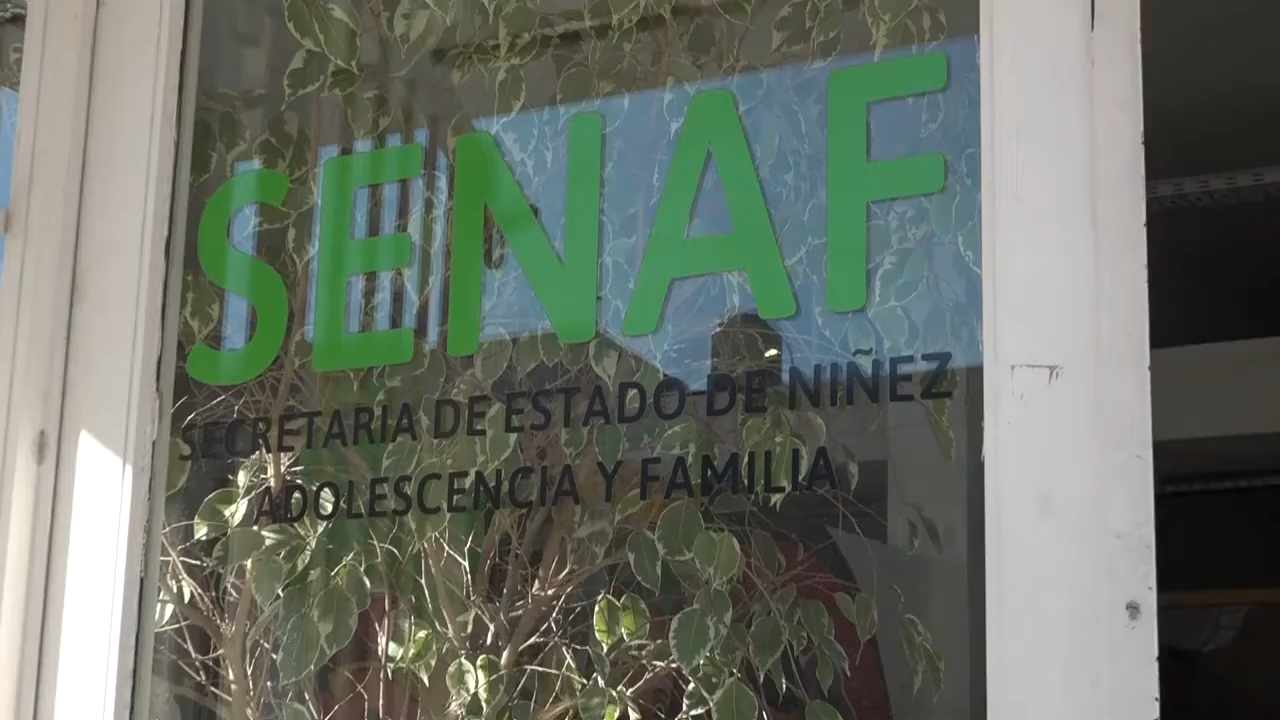 SENAF
SECRETARIA DE ESTADO DE NIÑEZ
ADOLESCENCIA Y FAMILIA